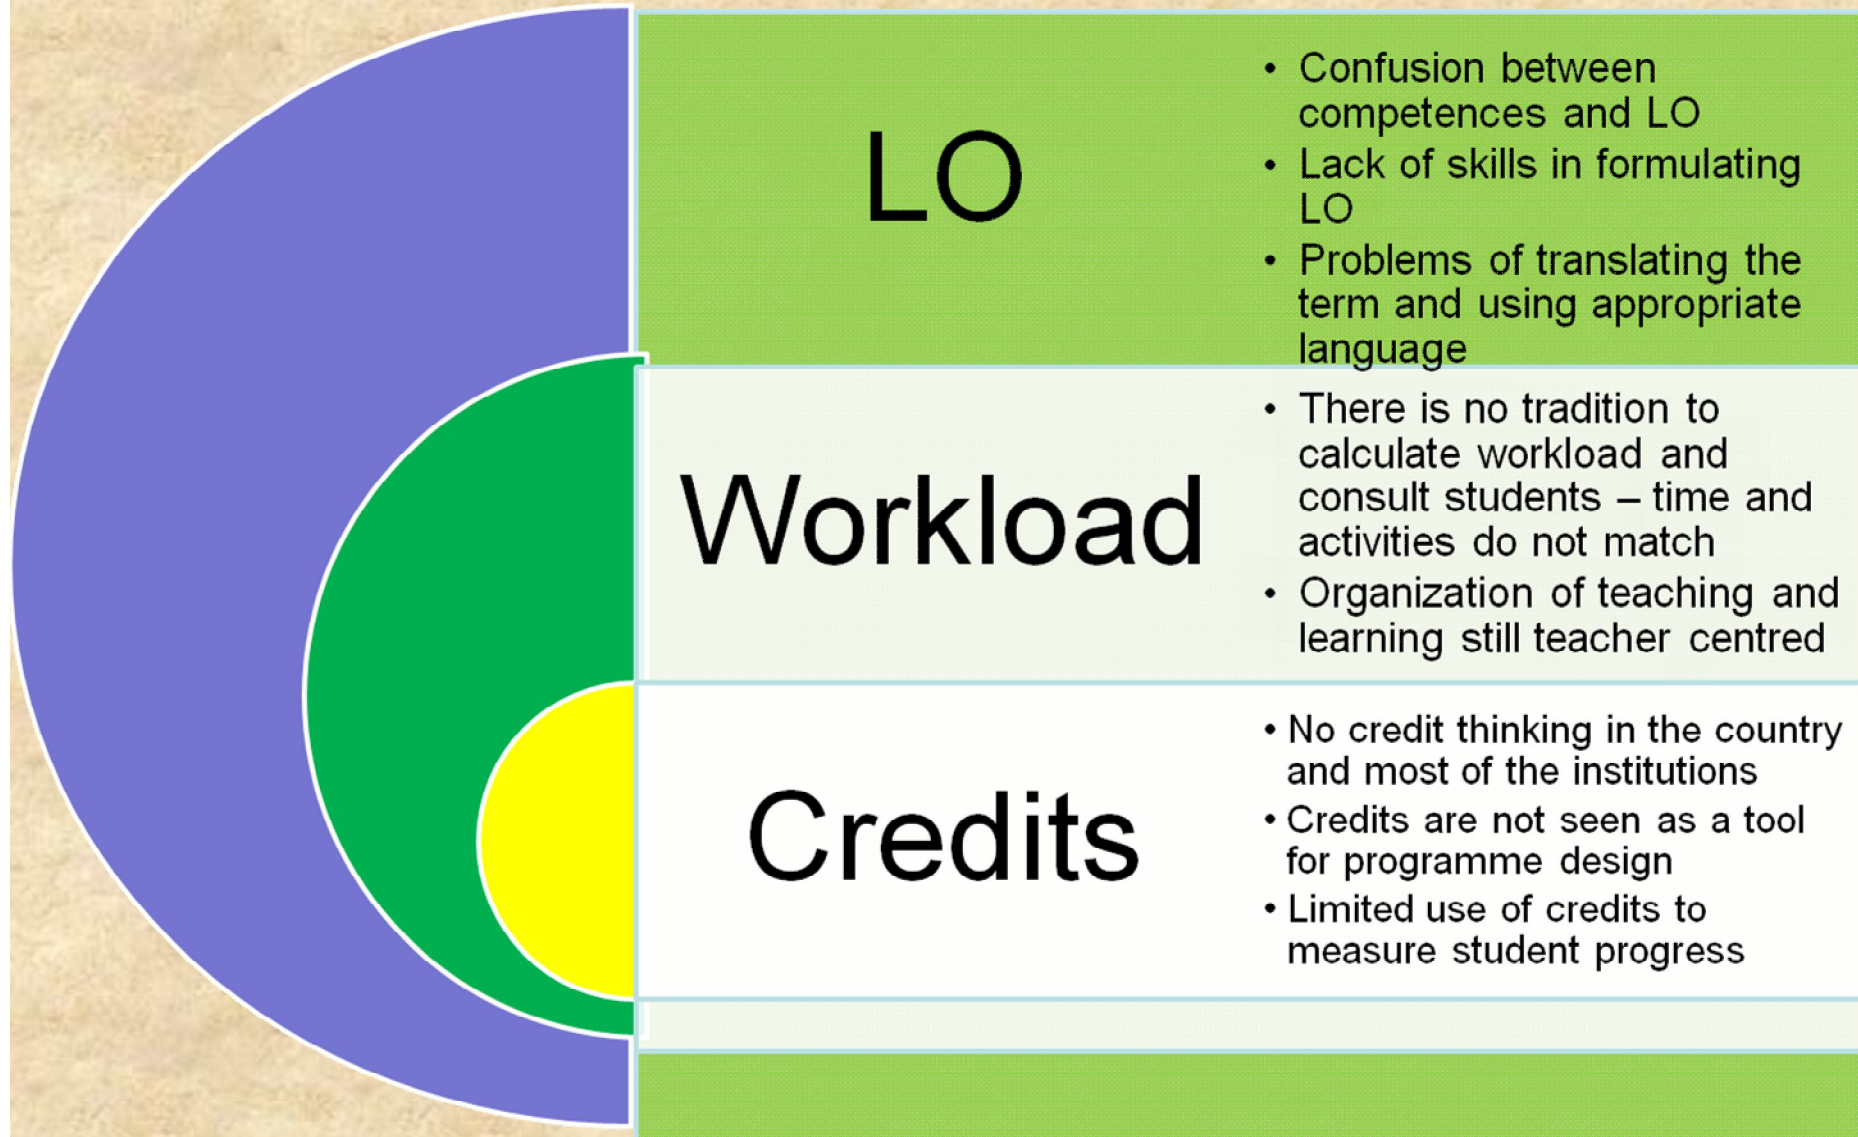 LO
• Confusion between
competences and LO
• Lack of skills in formulating
LO
• Problems of translating the
term and using appropriate
language
Workload
• There is no tradition to
calculate workload and
consult students – time and
activities do not match
• Organization of teaching and
learning still teacher centred
Credits
• No credit thinking in the country
and most of the institutions
• Credits are not seen as a tool
for programme design
• Limited use of credits to
measure student progress